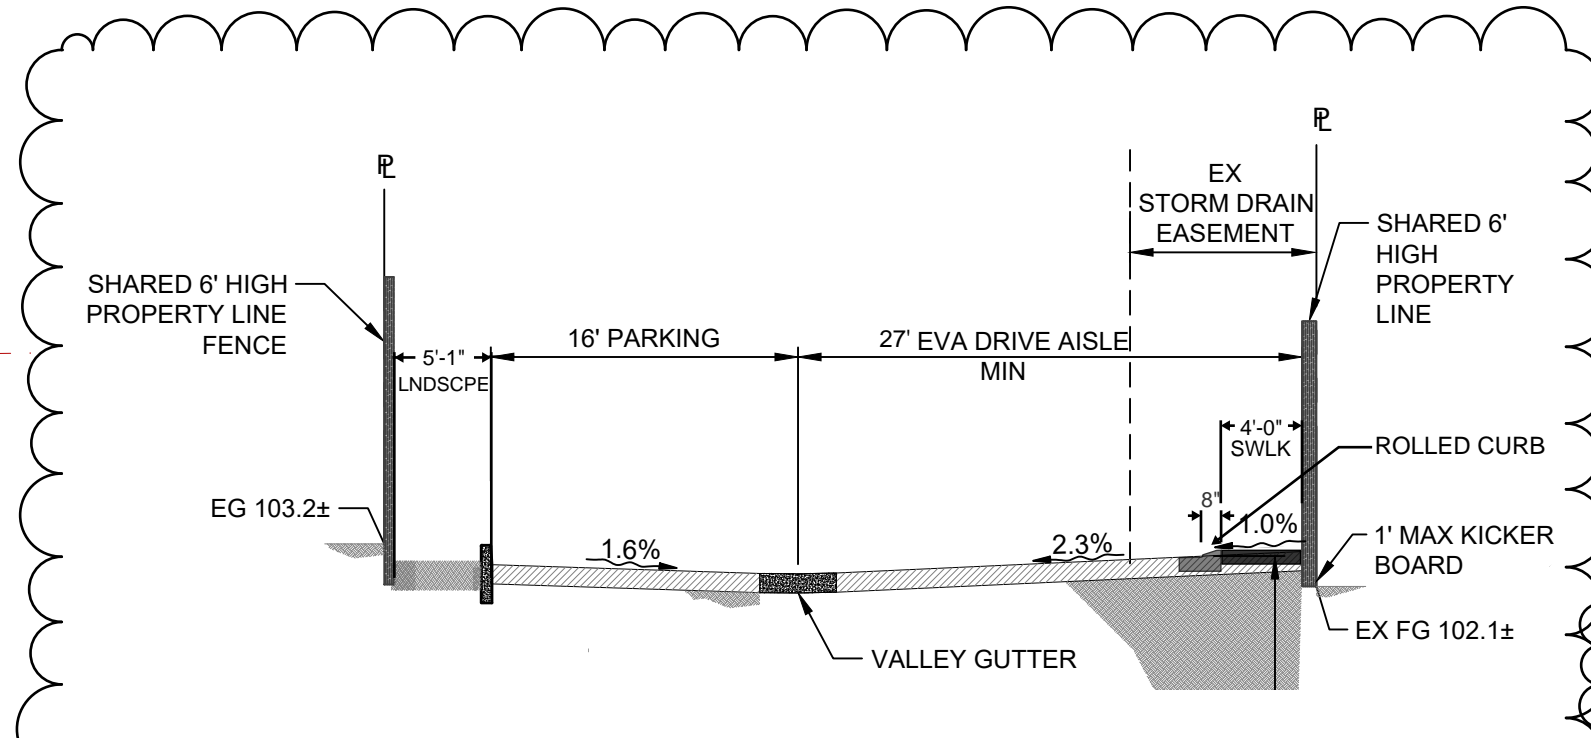 PL
PL
EX
STORM DRAIN
EASEMENT
SHARED 6'
HIGH
PROPERTY
LINE
SHARED 6' HIGH
PROPERTY LINE
FENCE
16' PARKING
27' EVA DRIVE AISLE
MIN
5'-1"
LNDSCPE
4'-0"
SWLK
ROLLED CURB
8"
EG 103.2±
1.6%
2.3%
1.0%
1' MAX KICKER
BOARD
EX FG 102.1±
VALLEY GUTTER